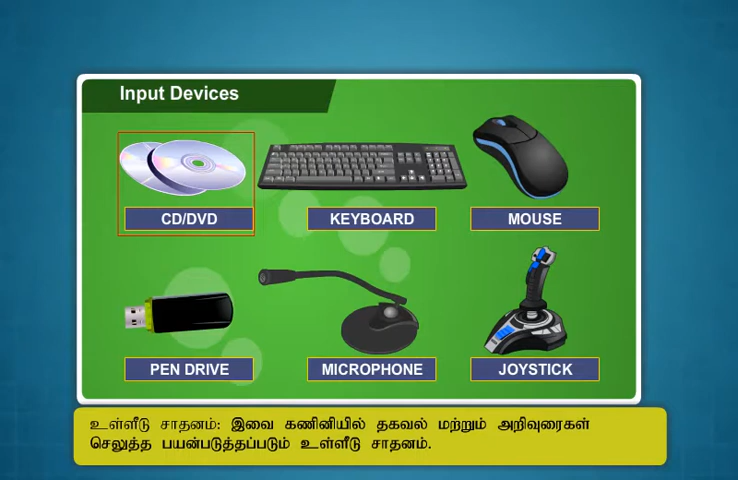 Input Devices
CD/DVD
KEYBOARD
MOUSE
PEN DRIVE
MICROPHONE
JOYSTICK
உள்ளீடு சாதனம்: இவை கணினியில் தகவல் மற்றும் அறிவுரைகள்
செலுத்த பயன்படுத்தப்படும் உள்ளீடு சாதனம்.